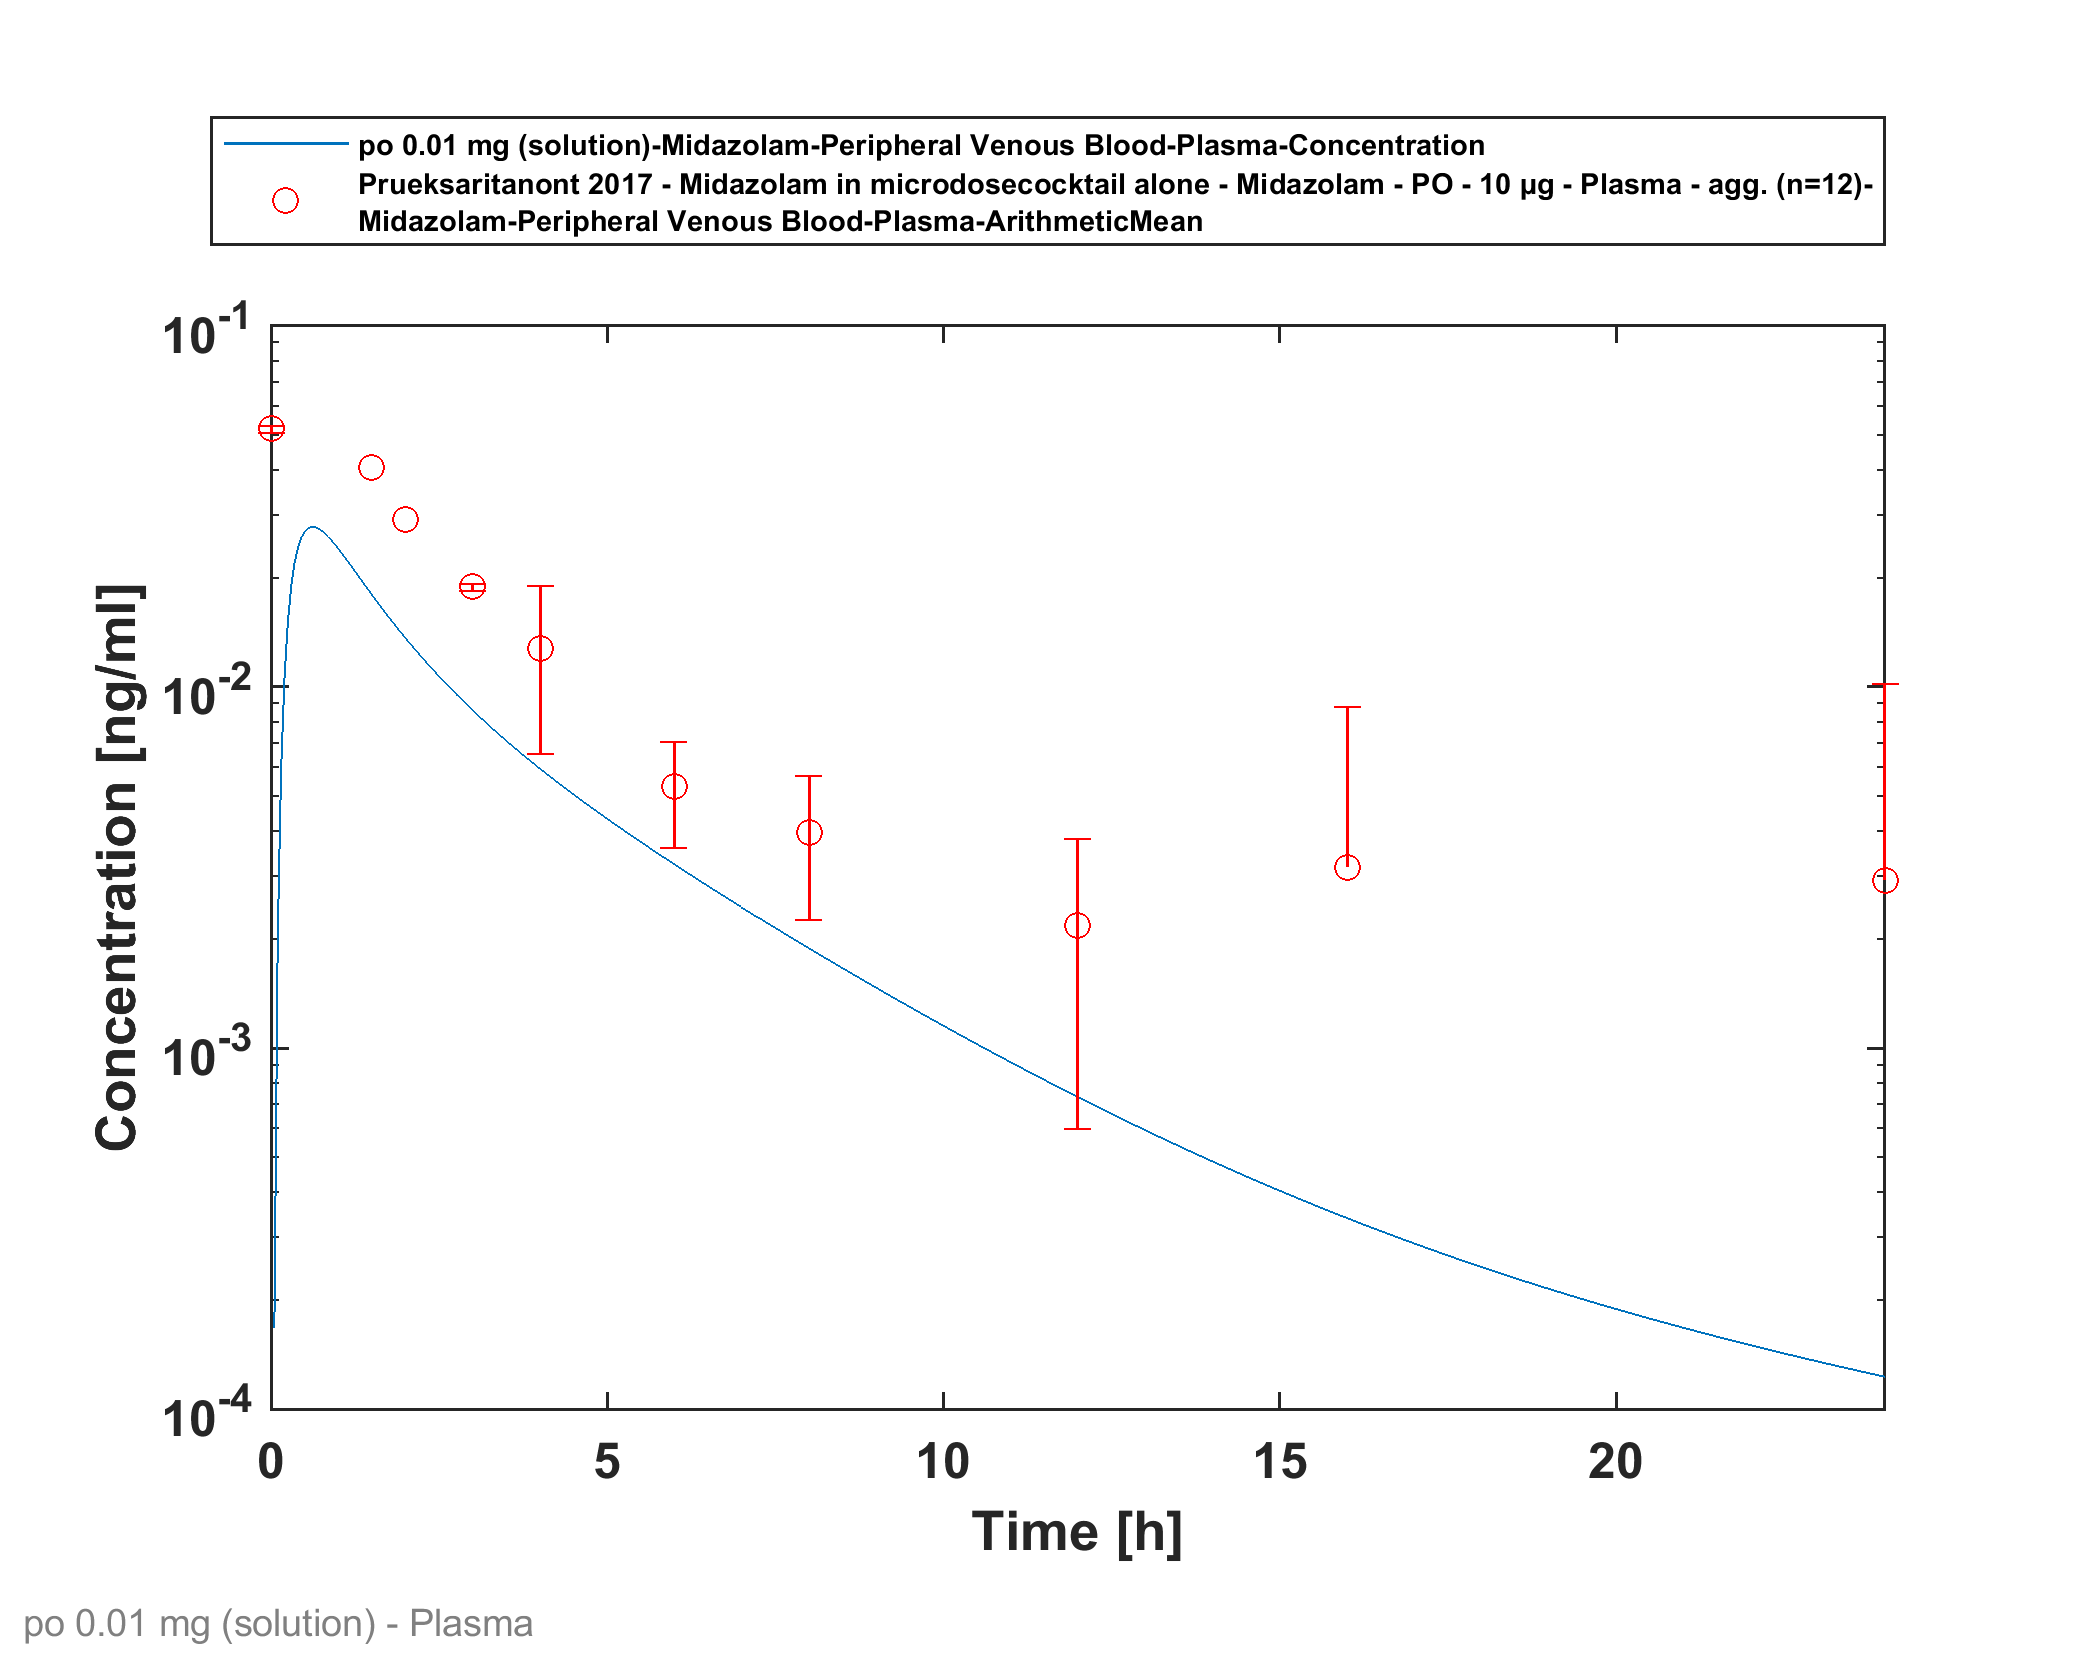 po 0.01 mg (solution)-Midazolam-Peripheral Venous Blood-Plasma-Concentration
Prueksaritanont 2017 - Midazolam in microdosecocktail alone - Midazolam - PO - 10 µg - Plasma - agg. (n=12)-
Midazolam-Peripheral Venous Blood-Plasma-ArithmeticMean
10^-1
10^-2
10^-3
10^-4
Concentration [ng/ml]
0 5 10 15 20
Time [h]
po 0.01 mg (solution) - Plasma